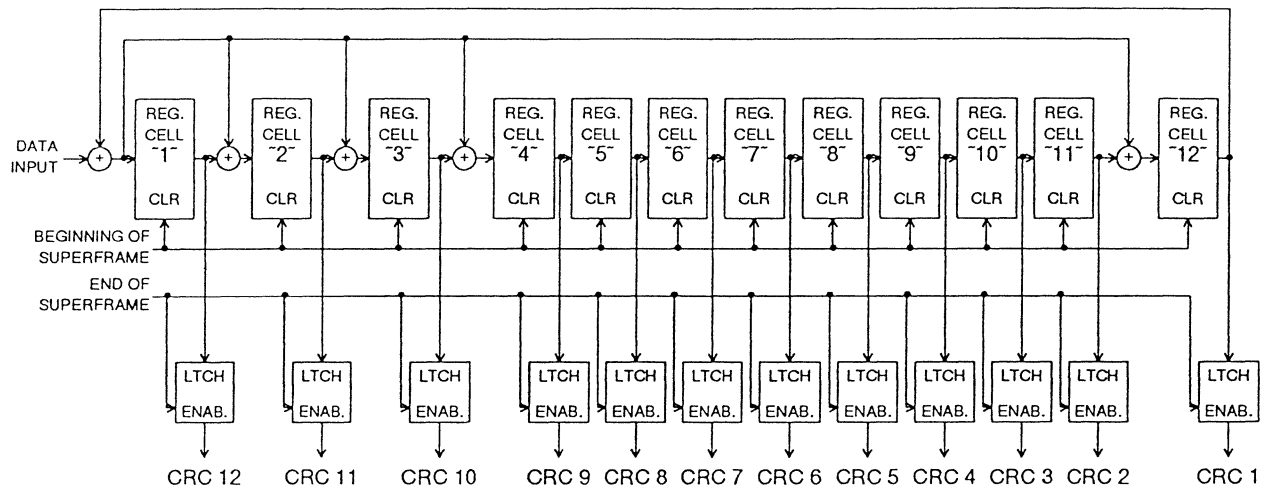 DATA
INPUT
+
REG.
CELL
~1~
CLR
+
REG.
CELL
~2~
CLR
+
REG.
CELL
~3~
CLR
+
REG.
CELL
~4~
CLR
REG.
CELL
~5~
CLR
REG.
CELL
~6~
CLR
REG.
CELL
~7~
CLR
REG.
CELL
~8~
CLR
REG.
CELL
~9~
CLR
REG.
CELL
~10~
CLR
REG.
CELL
~11~
CLR
+
REG.
CELL
~12~
CLR
BEGINNING OF
SUPERFRAME
END OF
SUPERFRAME
LTCH
ENAB.
LTCH
ENAB.
LTCH
ENAB.
LTCH
ENAB.
LTCH
ENAB.
LTCH
ENAB.
LTCH
ENAB.
LTCH
ENAB.
LTCH
ENAB.
LTCH
ENAB.
LTCH
ENAB.
LTCH
ENAB.
CRC 12
CRC 11
CRC 10
CRC 9
CRC 8
CRC 7
CRC 6
CRC 5
CRC 4
CRC 3
CRC 2
CRC 1